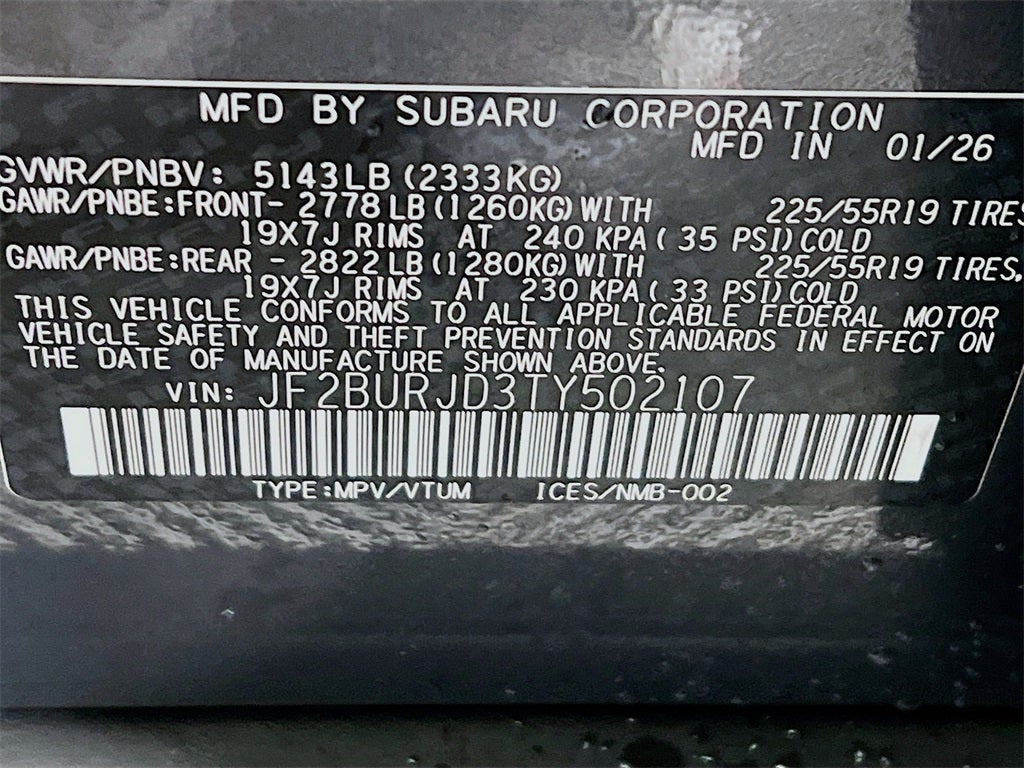 MFD BY SUBARU CORPORATION
MFD IN 01/26
GVWR/PNBV: 5143LB (2333KG)
GAWR/PNBE:FRONT- 2778 LB (1260KG) WITH 225/55R19 TIRES
19X7J RIMS AT 240 KPA ( 35 PSI) COLD
GAWR/PNBE:REAR - 2822 LB (1280KG) WITH 225/55R19 TIRES,
19X7J RIMS AT 230 KPA ( 33 PSI) COLD
THIS VEHICLE CONFORMS TO ALL APPLICABLE FEDERAL MOTOR
VEHICLE SAFETY AND THEFT PREVENTION STANDARDS IN EFFECT ON
THE DATE OF MANUFACTURE SHOWN ABOVE.
VIN: JF2BURJD3TY502107
TYPE:MPV/VTUM ICES/NMB-002